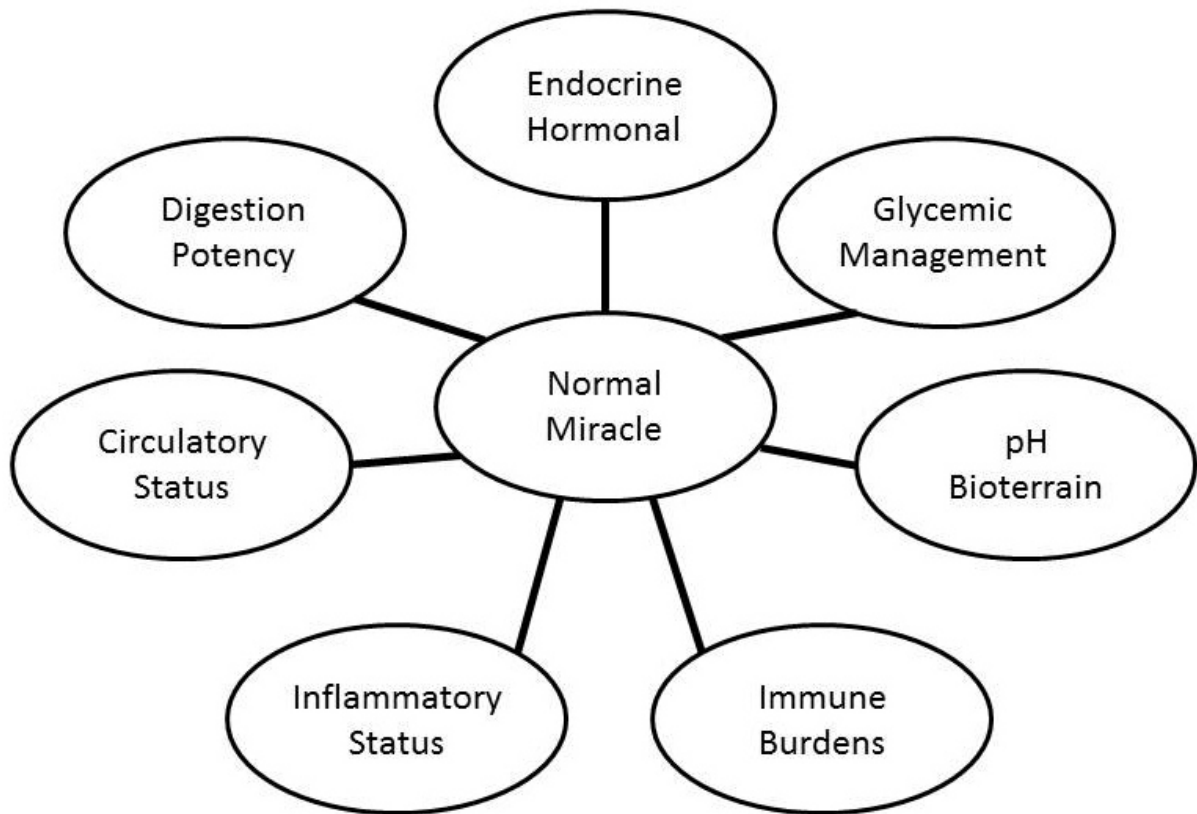 Endocrine
Hormonal
Digestion
Potency
Glycemic
Management
Normal
Miracle
Circulatory
Status
pH
Bioterrain
Inflammatory
Status
Immune
Burdens